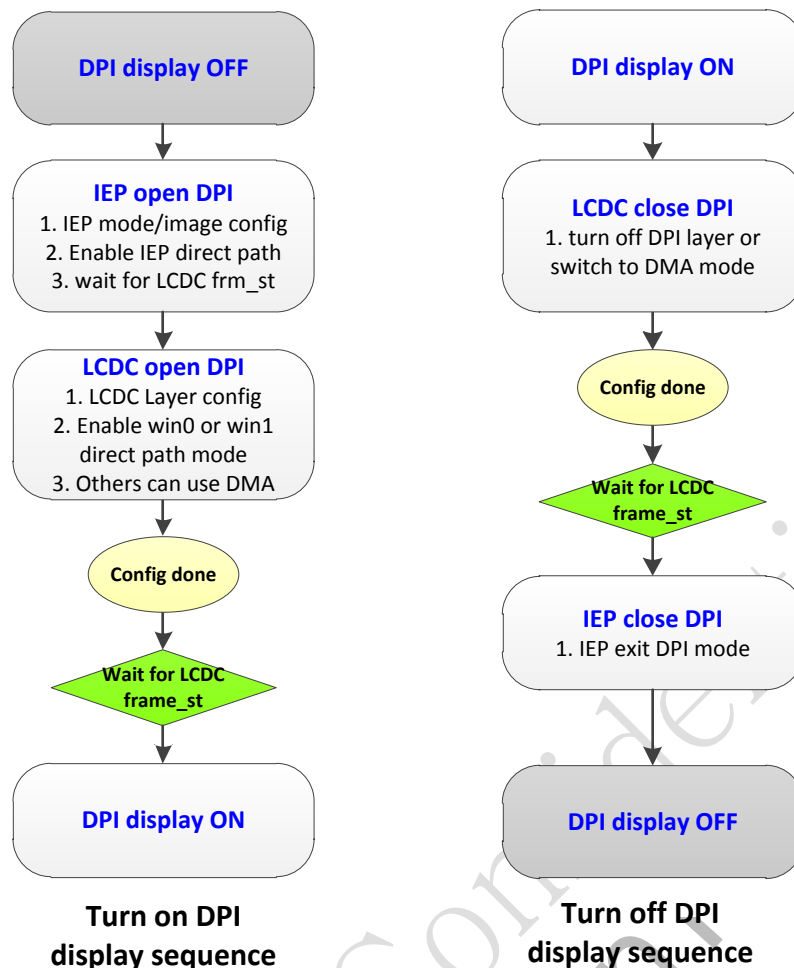 DPI display OFF
IEP open DPI
1. IEP mode/image config
2. Enable IEP direct path
3. wait for LCDC frm_st
LCDC open DPI
1. LCDC Layer config
2. Enable win0 or win1
direct path mode
3. Others can use DMA
Config done
Wait for LCDC
frame_st
DPI display ON
Turn on DPI
display sequence
DPI display ON
LCDC close DPI
1. turn off DPI layer or
switch to DMA mode
Config done
Wait for LCDC
frame_st
IEP close DPI
1. IEP exit DPI mode
DPI display OFF
Turn off DPI
display sequence